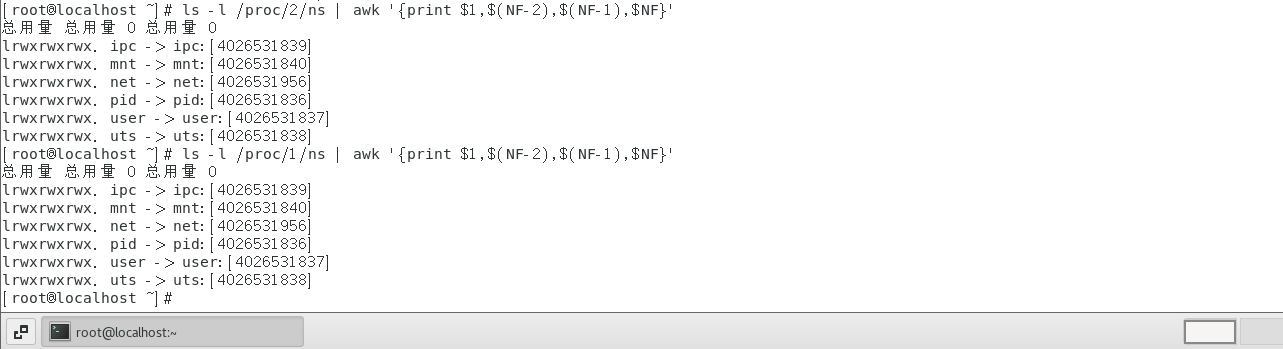 [root@localhost ~]# ls -l /proc/2/ns | awk '{print $1,$(NF-2),$(NF-1),$NF}'
总用量 总用量 0 总用量 0
lrwxrwxrwx. ipc -> ipc:[4026531839]
lrwxrwxrwx. mnt -> mnt:[4026531840]
lrwxrwxrwx. net -> net:[4026531956]
lrwxrwxrwx. pid -> pid:[4026531836]
lrwxrwxrwx. user -> user:[4026531837]
lrwxrwxrwx. uts -> uts:[4026531838]
[root@localhost ~]# ls -l /proc/1/ns | awk '{print $1,$(NF-2),$(NF-1),$NF}'
总用量 总用量 0 总用量 0
lrwxrwxrwx. ipc -> ipc:[4026531839]
lrwxrwxrwx. mnt -> mnt:[4026531840]
lrwxrwxrwx. net -> net:[4026531956]
lrwxrwxrwx. pid -> pid:[4026531836]
lrwxrwxrwx. user -> user:[4026531837]
lrwxrwxrwx. uts -> uts:[4026531838]
[root@localhost ~]#
root@localhost:~